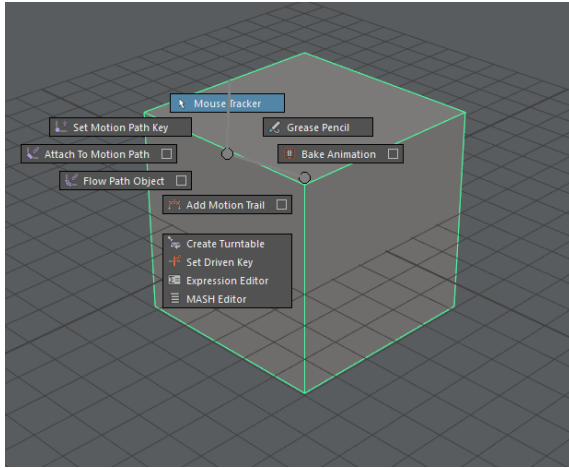 Mouse Tracker
Set Motion Path Key
Grease Pencil
Attach To Motion Path
Bake Animation
Flow Path Object
Add Motion Trail
Create Turntable
Set Driven Key
Expression Editor
MASH Editor